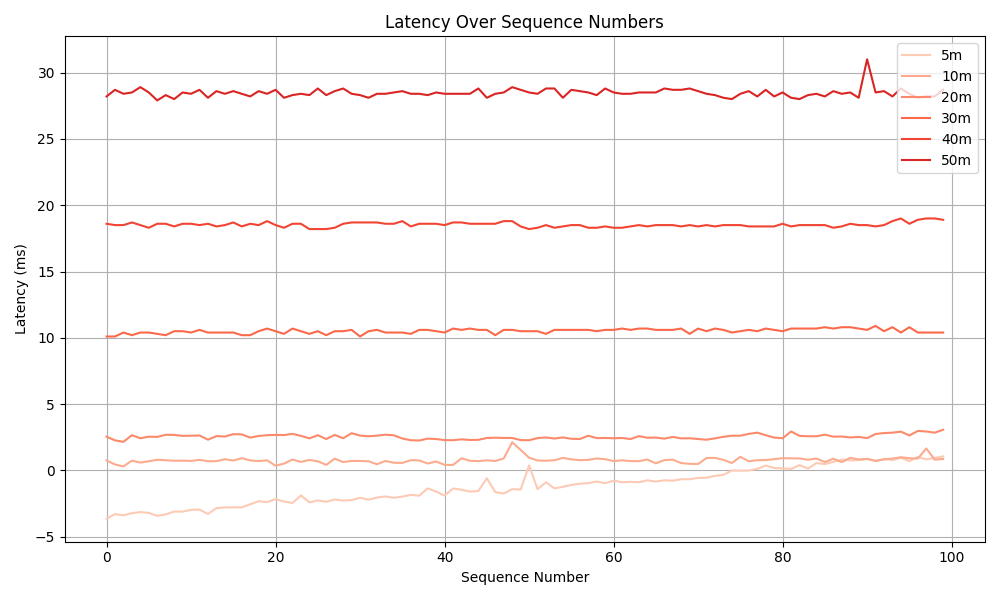 Latency Over Sequence Numbers
Latency (ms)
30
25
20
15
10
5
0
−5
0
20
40
60
80
100
Sequence Number
5m
10m
20m
30m
40m
50m